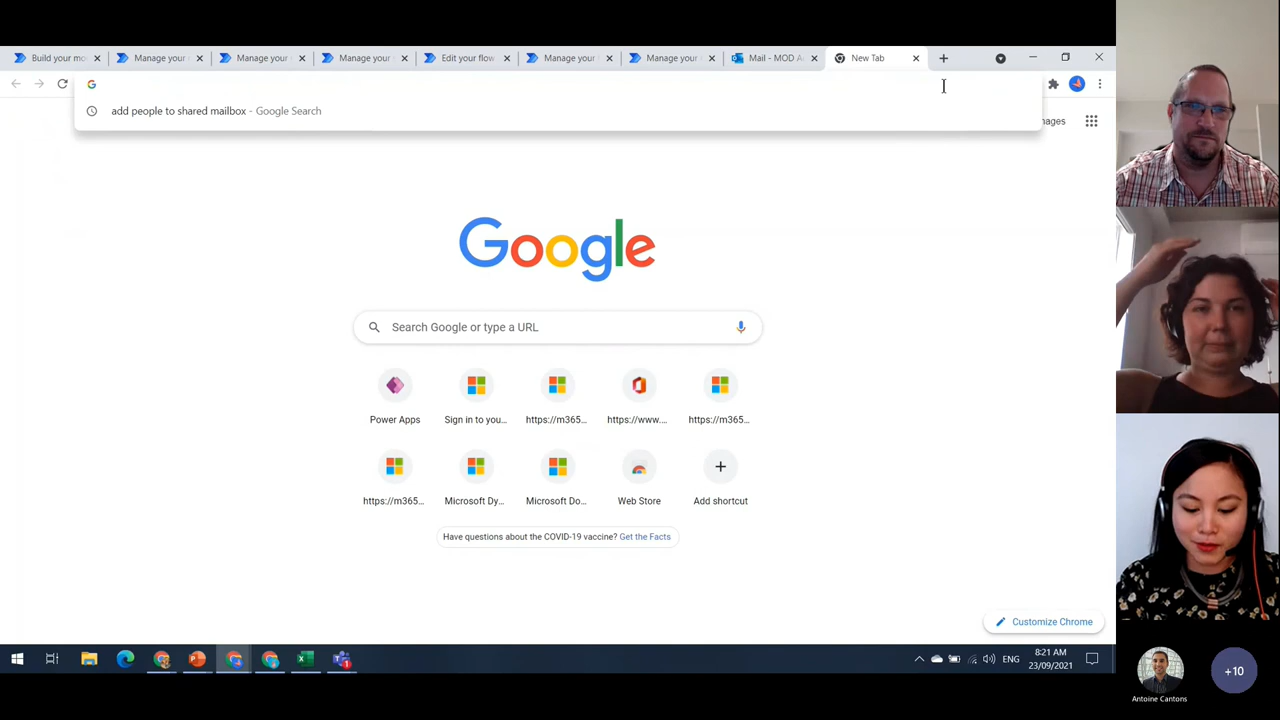 Build your mo
Manage your
Manage your
Manage your
Edit your flow
Manage your
Manage your
Mail - MOD A
New Tab
add people to shared mailbox - Google Search
ages
Google
Search Google or type a URL
Power Apps
Sign in to you...
https://m365...
https://www....
https://m365...
https://m365...
Microsoft Dy...
Microsoft Do...
Web Store
Add shortcut
Have questions about the COVID-19 vaccine? Get the Facts
Customize Chrome
ENG
8:21 AM
23/09/2021
Antoine Cantons
+10